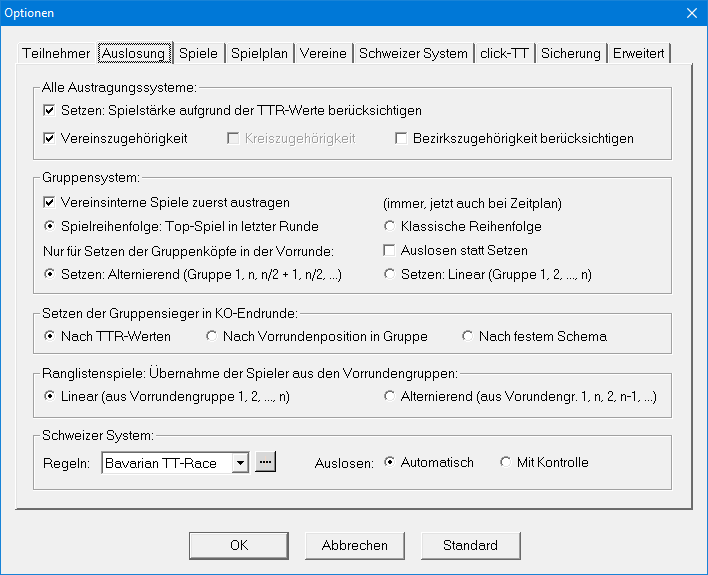 Optionen
Teilnehmer Auslosung Spiele Spielplan Vereine Schweizer System click-TT Sicherung Erweitert
Alle Austragungssysteme:
Setzen: Spielstärke aufgrund der TTR-Werte berücksichtigen
Vereinszugehörigkeit Kreiszugehörigkeit Bezirkszugehörigkeit berücksichtigen
Gruppensystem:
Vereinsinterne Spiele zuerst austragen (immer, jetzt auch bei Zeitplan)
Spielreihenfolge: Top-Spiel in letzter Runde Klassische Reihenfolge
Nur für Setzen der Gruppenköpfe in der Vorrunde: Auslosen statt Setzen
Setzen: Alternierend (Gruppe 1, n, n/2 + 1, n/2, ...) Setzen: Linear (Gruppe 1, 2, ..., n)
Setzen der Gruppensieger in KO-Endrunde:
Nach TTR-Werten Nach Vorrundenposition in Gruppe Nach festem Schema
Ranglistenspiele: Übernahme der Spieler aus den Vorrundengruppen:
Linear (aus Vorrundengruppe 1, 2, ..., n) Alternierend (aus Vorundengr. 1, n, 2, n-1, ...)
Schweizer System:
Regeln: Bavarian TT-Race .... Auslosen: Automatisch Mit Kontrolle
OK Abbrechen Standard